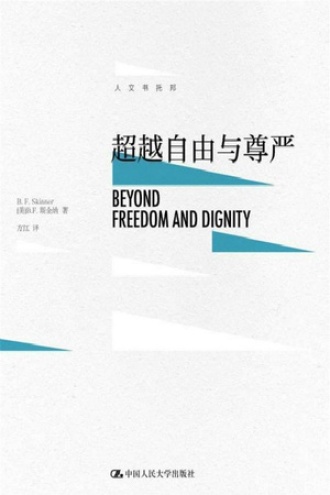 人文书托邦
超越自由与尊严
BEYOND
FREEDOM AND DIGNITY
B. F. Skinner
(美)B.F. 斯金纳 著
方红 译
中国人民大学出版社